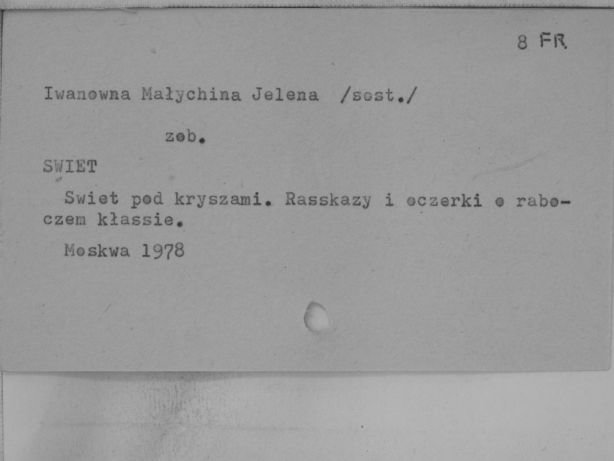 8 FR
Iwanowna Małychina Jelena /sost./
zob.
SWIET
Swiet pod kryszami. Rasskazy i oczerki o rabo-
czem kłassie.
Moskwa 1978